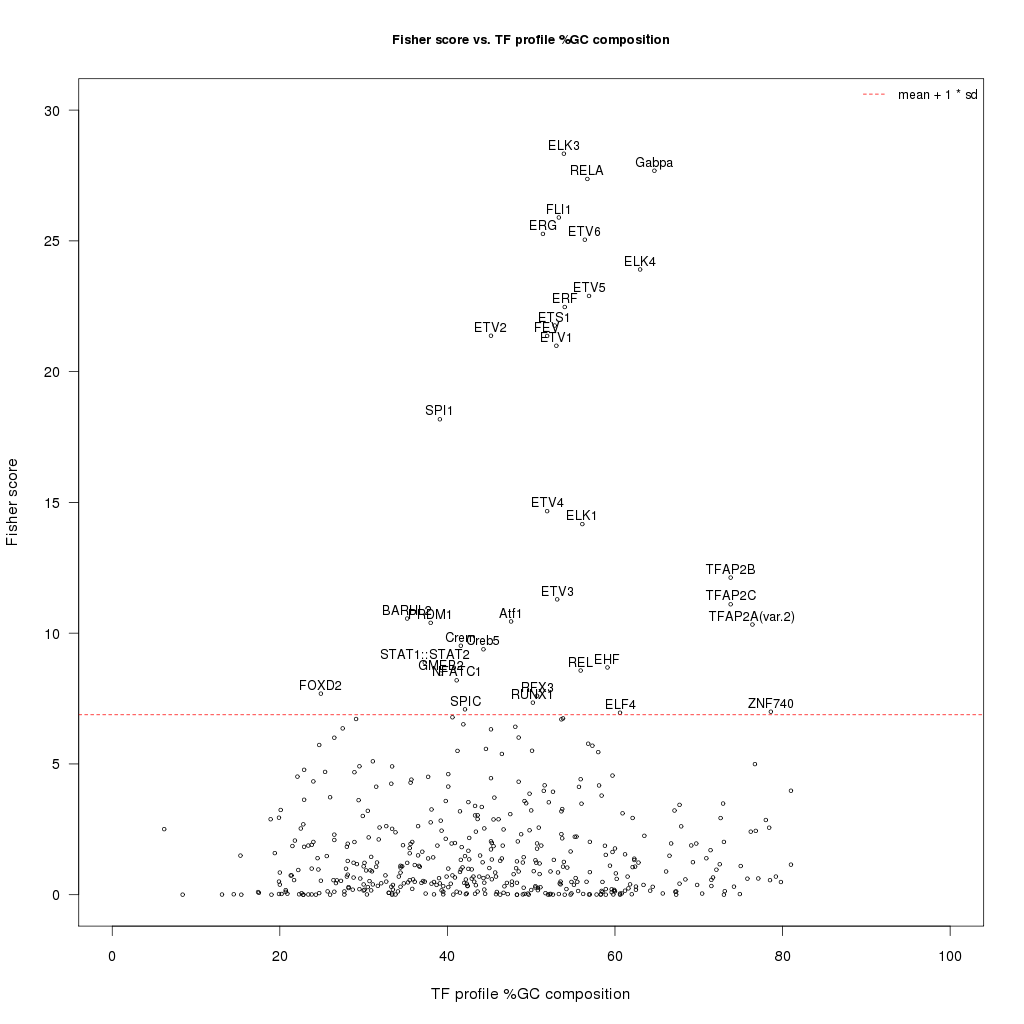 Fisher score vs. TF profile %GC composition
mean + 1 * sd
30
ELK3
Gabpa
RELA
FLI1
ERG
ETV6
25
ELK4
ETV5
ERF
ETS1
FEV
ETV2
ETV1
20
SPI1
Fisher score
15
ETV4
ELK1
TFAP2B
ETV3
TFAP2C
BARHL2
PRDM1
Atf1
TFAP2A(var.2)
10
Crem
Creb5
STAT1::STAT2
GMEB2
NFATC1
REL
EHF
FOXD2
RFX3
RUNX1
SPIC
ELF4
ZNF740
5
0
0
20
40
60
80
100
TF profile %GC composition